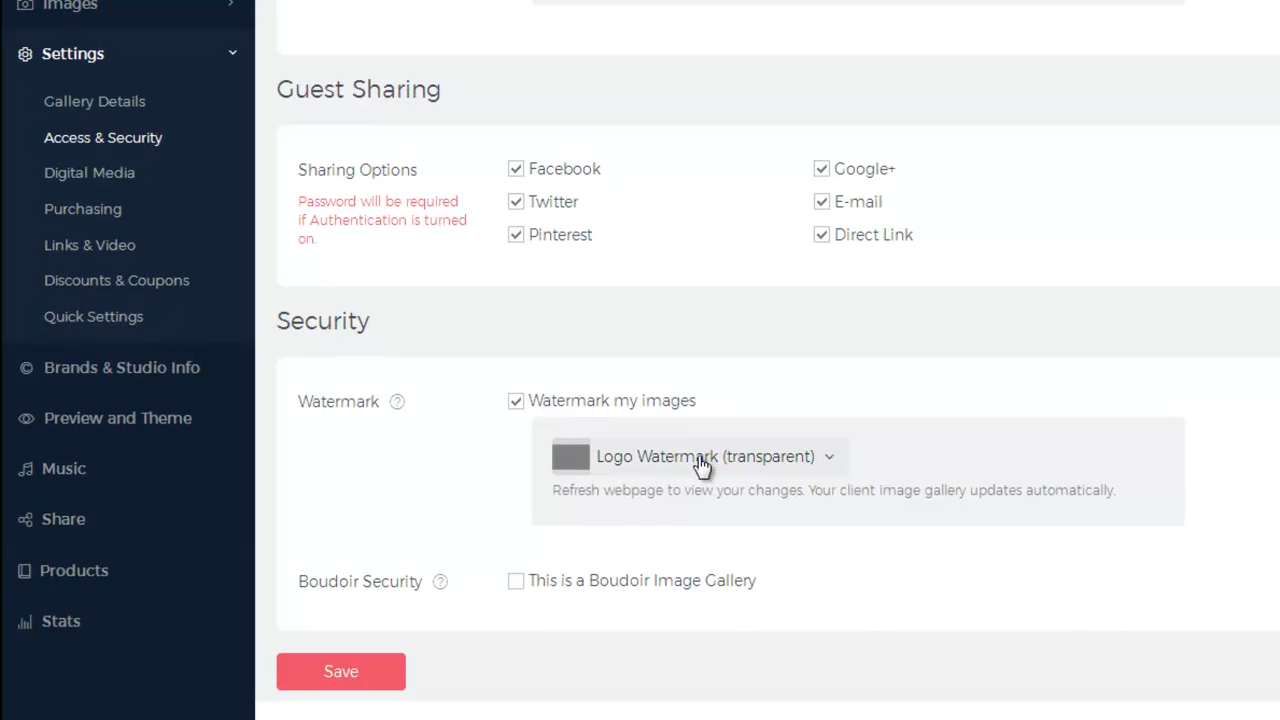 Images
Settings
Gallery Details
Access & Security
Digital Media
Purchasing
Links & Video
Discounts & Coupons
Quick Settings
Brands & Studio Info
Preview and Theme
Music
Share
Products
Stats
Guest Sharing
Sharing Options
Password will be required
if Authentication is turned
on.
Facebook
Google+
Twitter
E-mail
Pinterest
Direct Link
Security
Watermark ?
Watermark my images
Logo Watermark (transparent)
Refresh webpage to view your changes. Your client image gallery updates automatically.
Boudoir Security ?
This is a Boudoir Image Gallery
Save